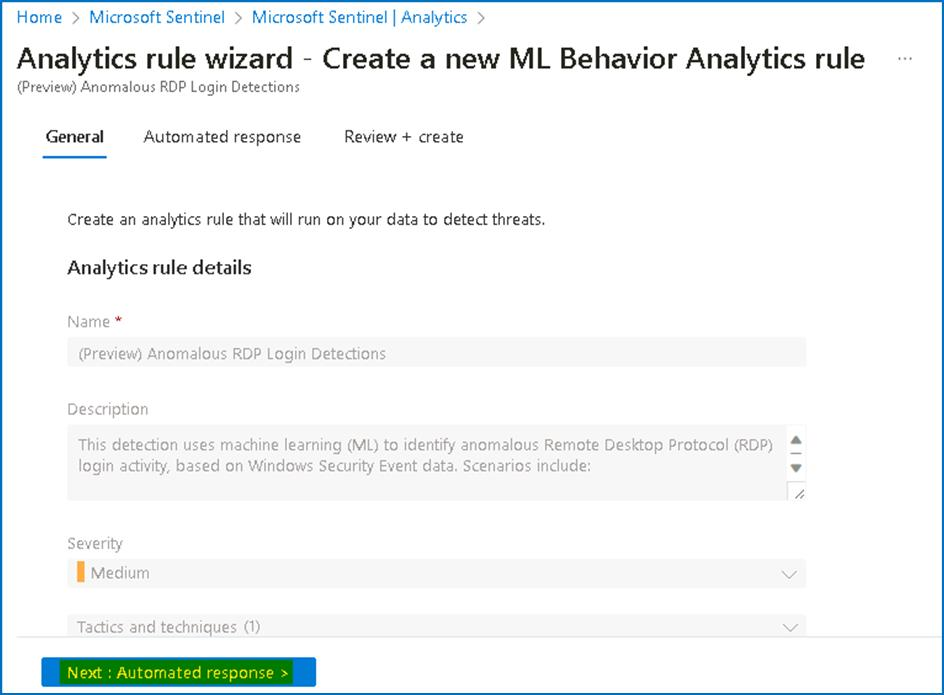 Home > Microsoft Sentinel > Microsoft Sentinel | Analytics >
Analytics rule wizard - Create a new ML Behavior Analytics rule ...
(Preview) Anomalous RDP Login Detections
General Automated response Review + create
Create an analytics rule that will run on your data to detect threats.
Analytics rule details
Name *
(Preview) Anomalous RDP Login Detections
Description
This detection uses machine learning (ML) to identify anomalous Remote Desktop Protocol (RDP)
login activity, based on Windows Security Event data. Scenarios include:
Severity
Medium
Tactics and techniques (1)
Next : Automated response >